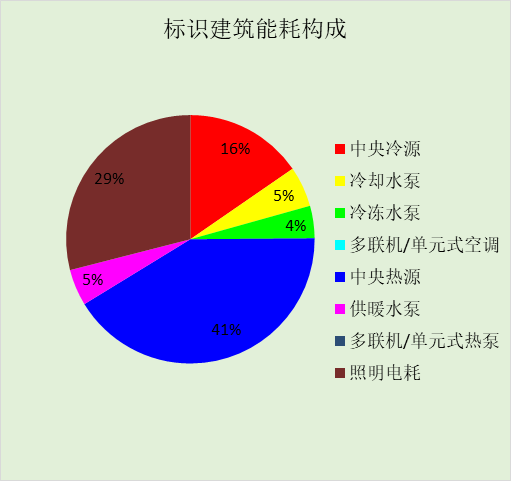 标识建筑能耗构成
16%
5%
4%
41%
5%
29%
中央冷源
冷却水泵
冷冻水泵
多联机/单元式空调
中央热源
供暖水泵
多联机/单元式热泵
照明电耗